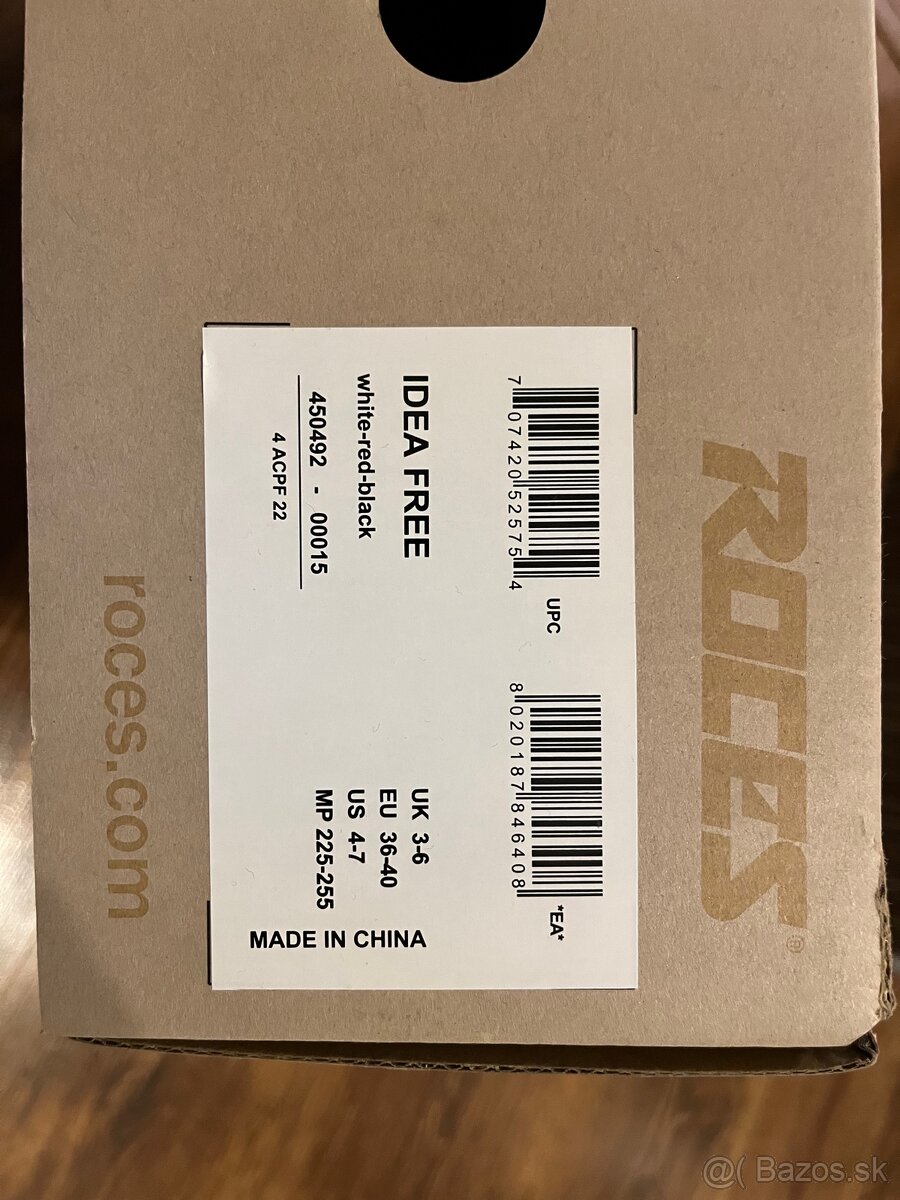 ROCES®
7 07420 52575 4
UPC
8 020187 846408
*EA*
IDEA FREE
white-red-black
450492 - 00015
4 ACPF 22
UK 3-6
EU 36-40
US 4-7
MP 225-255
MADE IN CHINA
roces.com
@( Bazos.sk